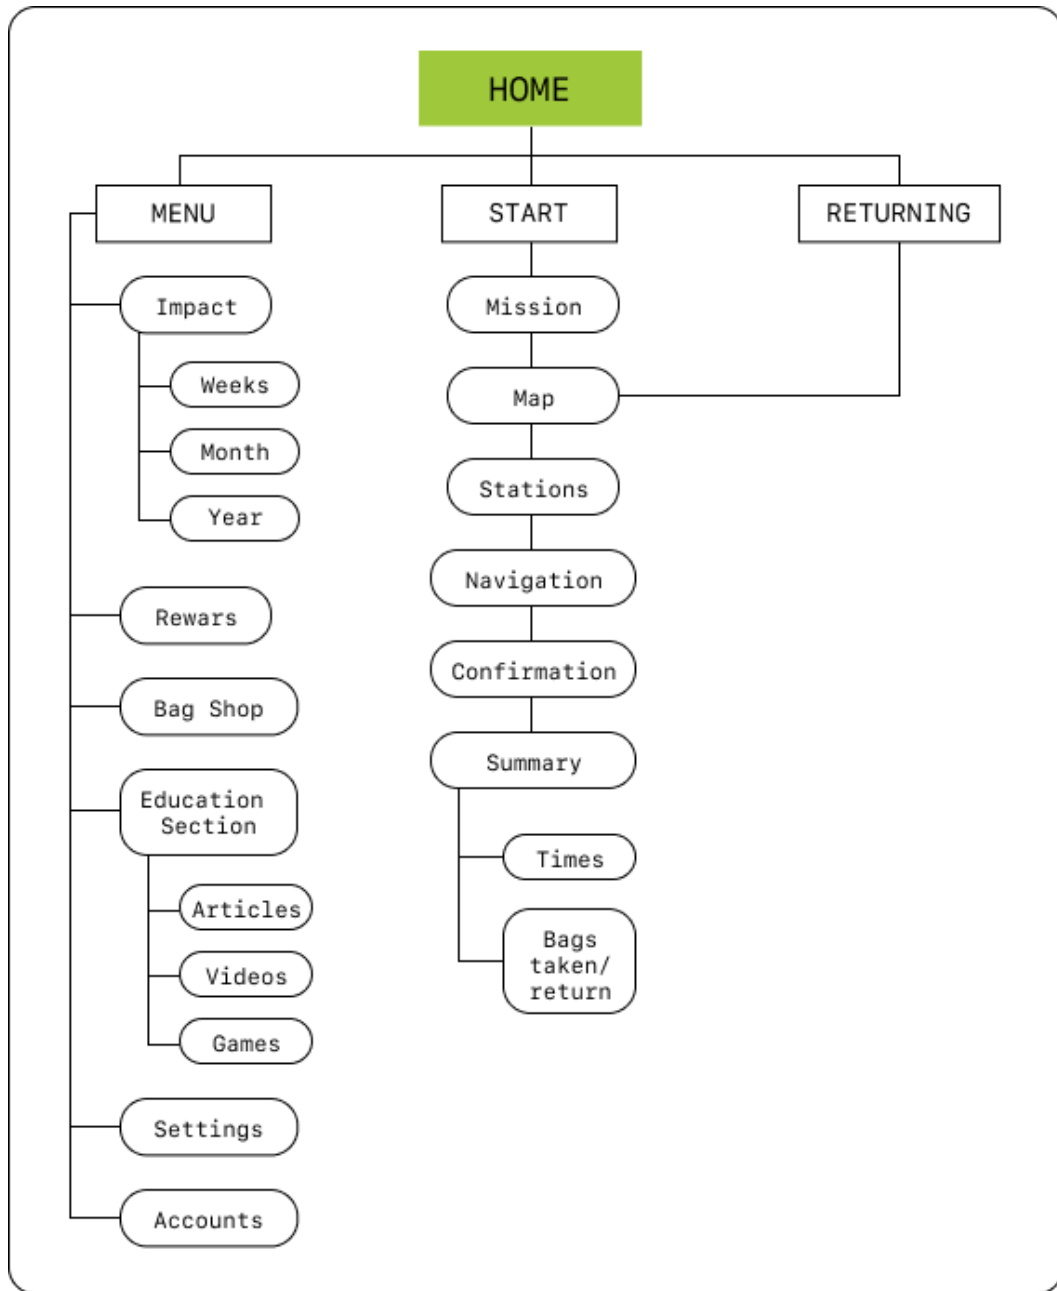 HOME
MENU
START
RETURNING
Impact
Weeks
Month
Year
Rewars
Bag Shop
Education
Section
Articles
Videos
Games
Settings
Accounts
Mission
Map
Stations
Navigation
Confirmation
Summary
Times
Bags
taken/
return